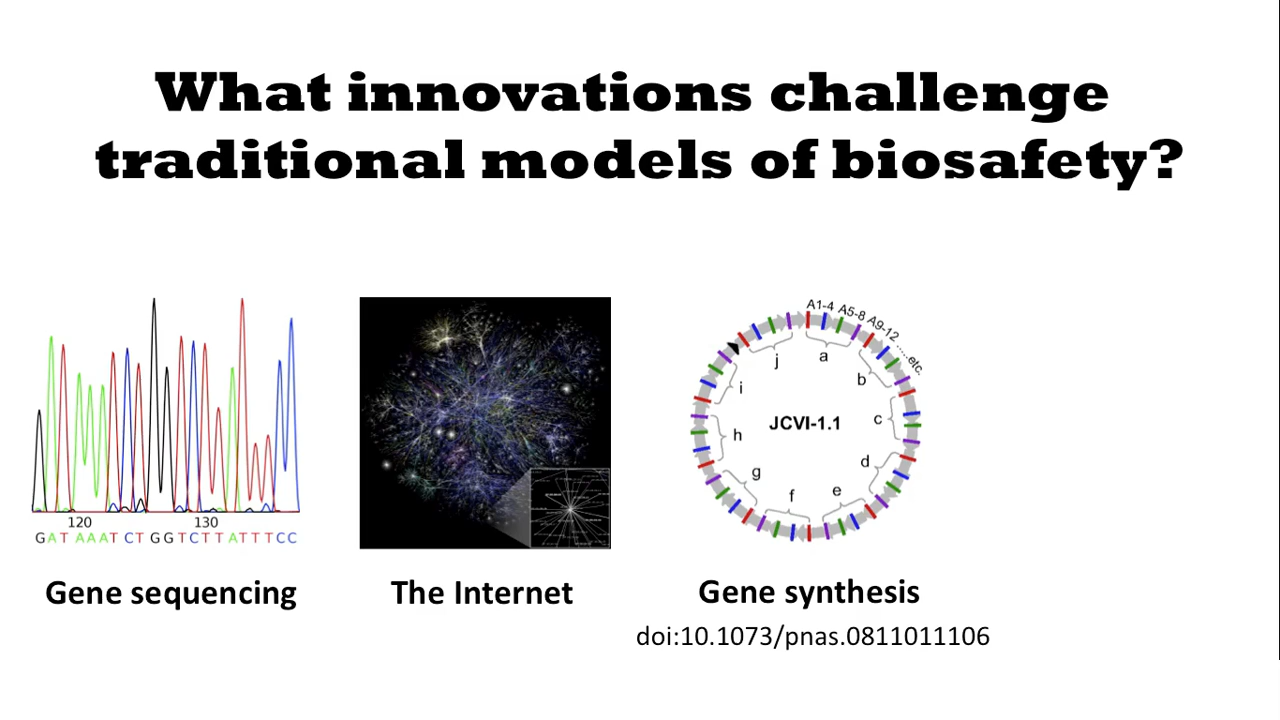 What innovations challenge
traditional models of biosafety?
A1-4 A5-8 A9-12 .....etc.
j a
b
i
JCVI-1.1 c
h
d
g
f e
120 130
GAT AAAT CT GGTCTTATTTCC
Gene sequencing
The Internet
Gene synthesis
doi:10.1073/pnas.0811011106